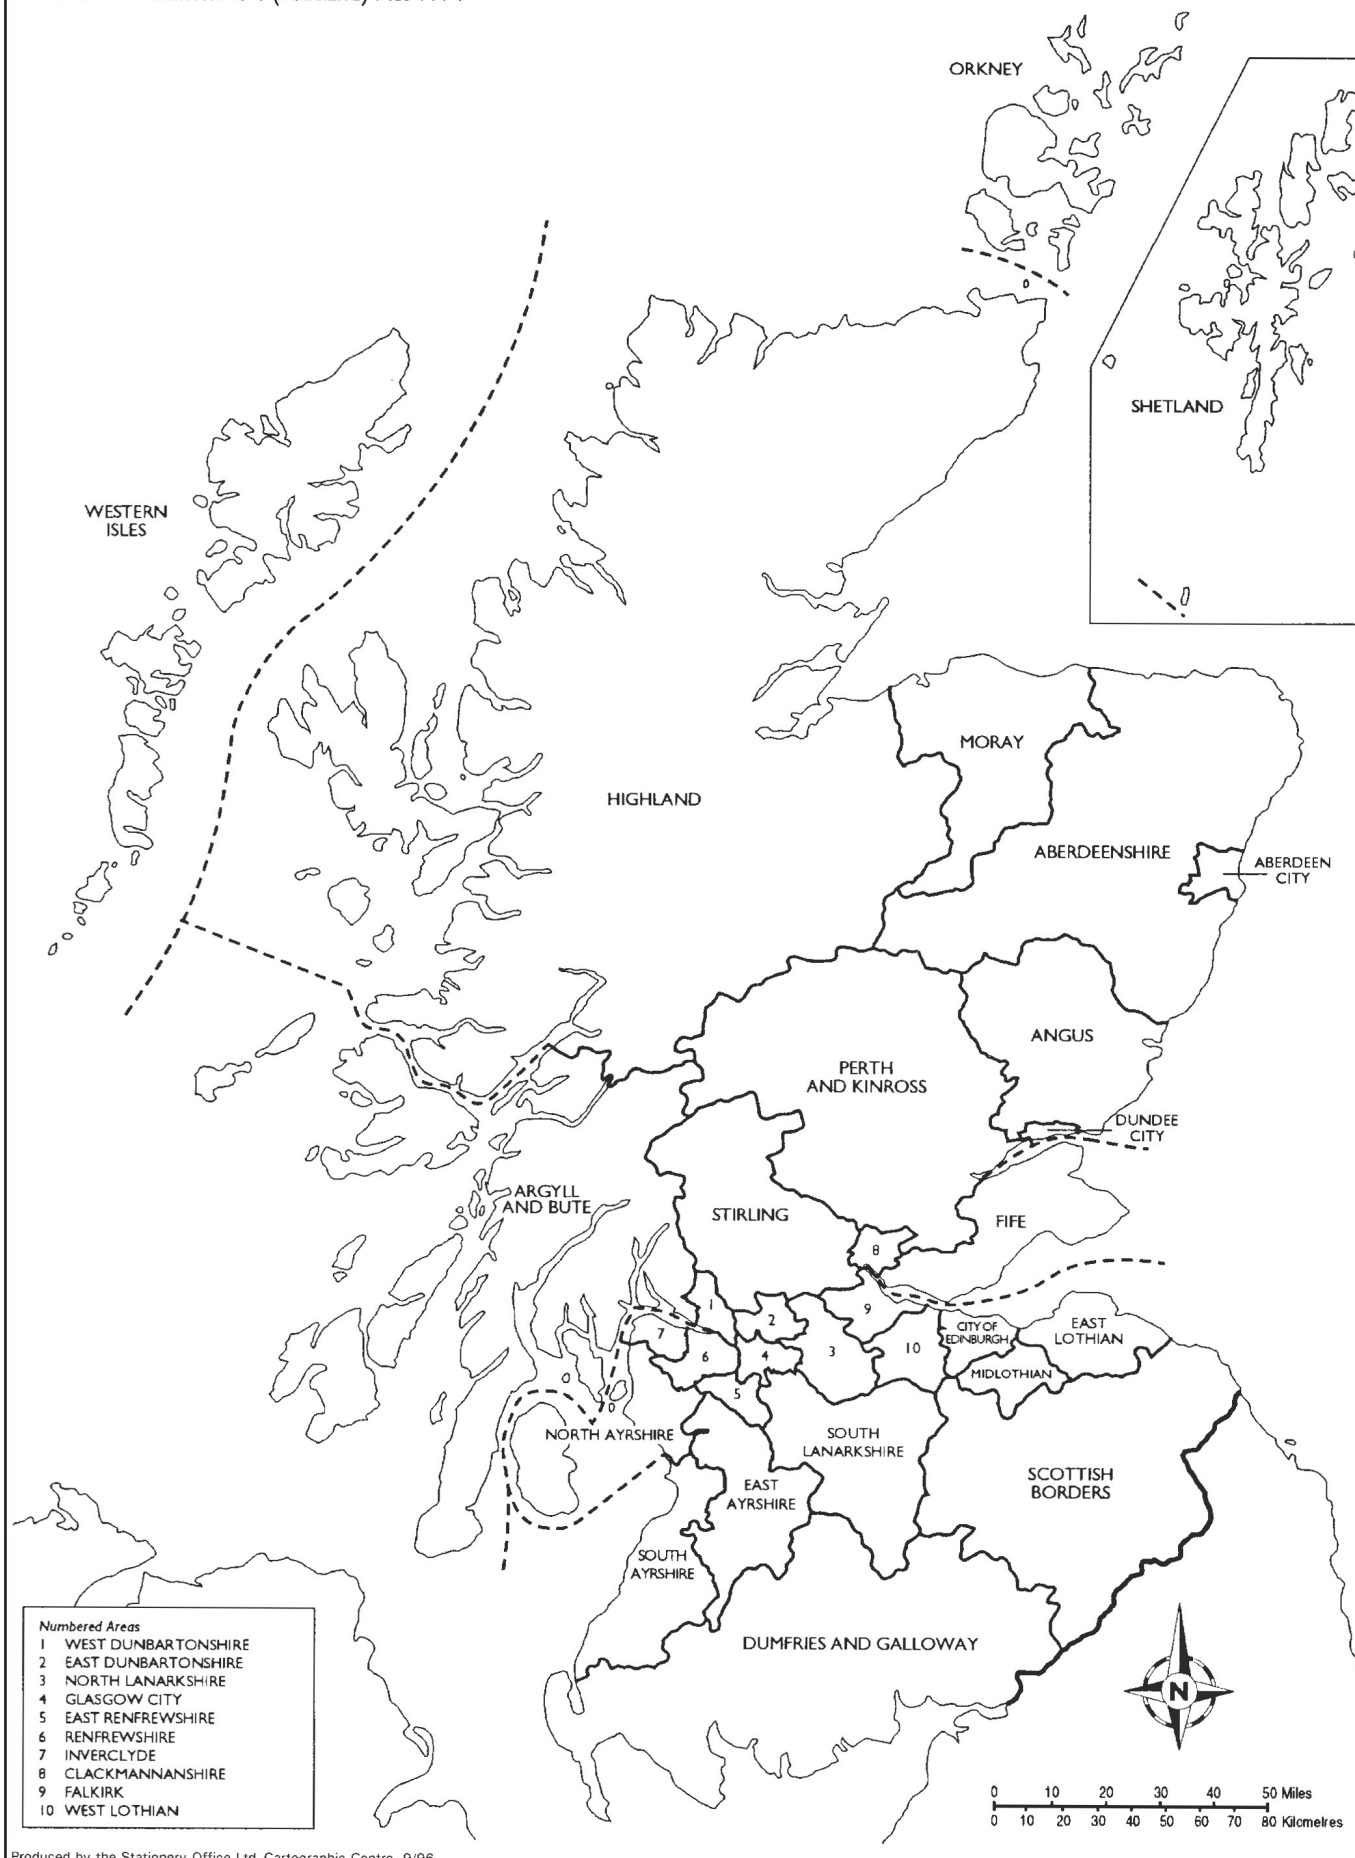 ORKNEY
SHETLAND
WESTERN
ISLES
MORAY
HIGHLAND
ABERDEENSHIRE
ABERDEEN
CITY
ANGUS
PERTH
AND KINROSS
DUNDEE
CITY
ARGYLL
AND BUTE
STIRLING
FIFE
8
1
2
9
CITY OF
EDINBURGH
EAST
LOTHIAN
7
6
4
3
10
MIDLOTHIAN
5
NORTH AYRSHIRE
SOUTH
LANARKSHIRE
SCOTTISH
BORDERS
EAST
AYRSHIRE
SOUTH
AYRSHIRE
DUMFRIES AND GALLOWAY
Numbered Areas
1 WEST DUNBARTONSHIRE
2 EAST DUNBARTONSHIRE
3 NORTH LANARKSHIRE
4 GLASGOW CITY
5 EAST RENFREWSHIRE
6 RENFREWSHIRE
7 INVERCLYDE
8 CLACKMANNANSHIRE
9 FALKIRK
10 WEST LOTHIAN
N
0 10 20 30 40 50 Miles
0 10 20 30 40 50 60 70 80 Kilometres
Produced by the Stationery Office Ltd. Cartographic Centre 9/96